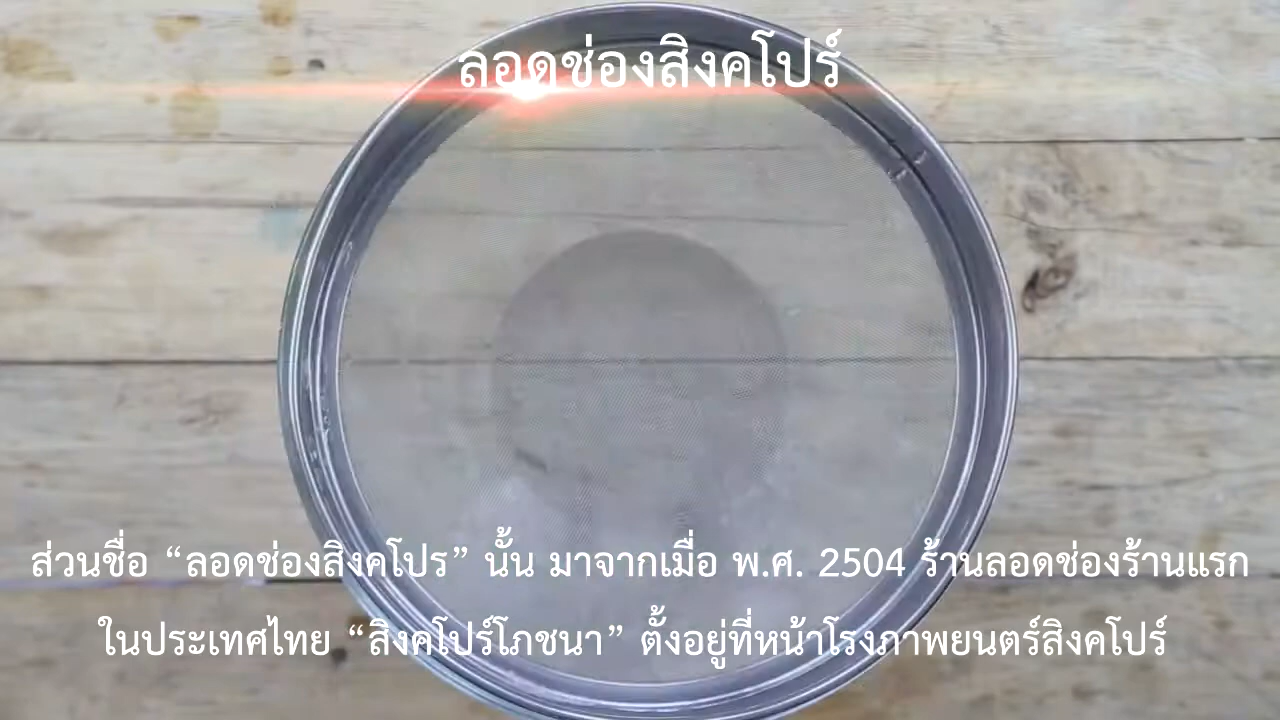 ลอดช่องสิงคโปร์
ส่วนชื่อ “ลอดช่องสิงคโปร” นั้น มาจากเมื่อ พ.ศ. 2504 ร้านลอดช่องร้านแรก
ในประเทศไทย “สิงคโปร์โภชนา” ตั้งอยู่ที่หน้าโรงภาพยนตร์สิงคโปร์